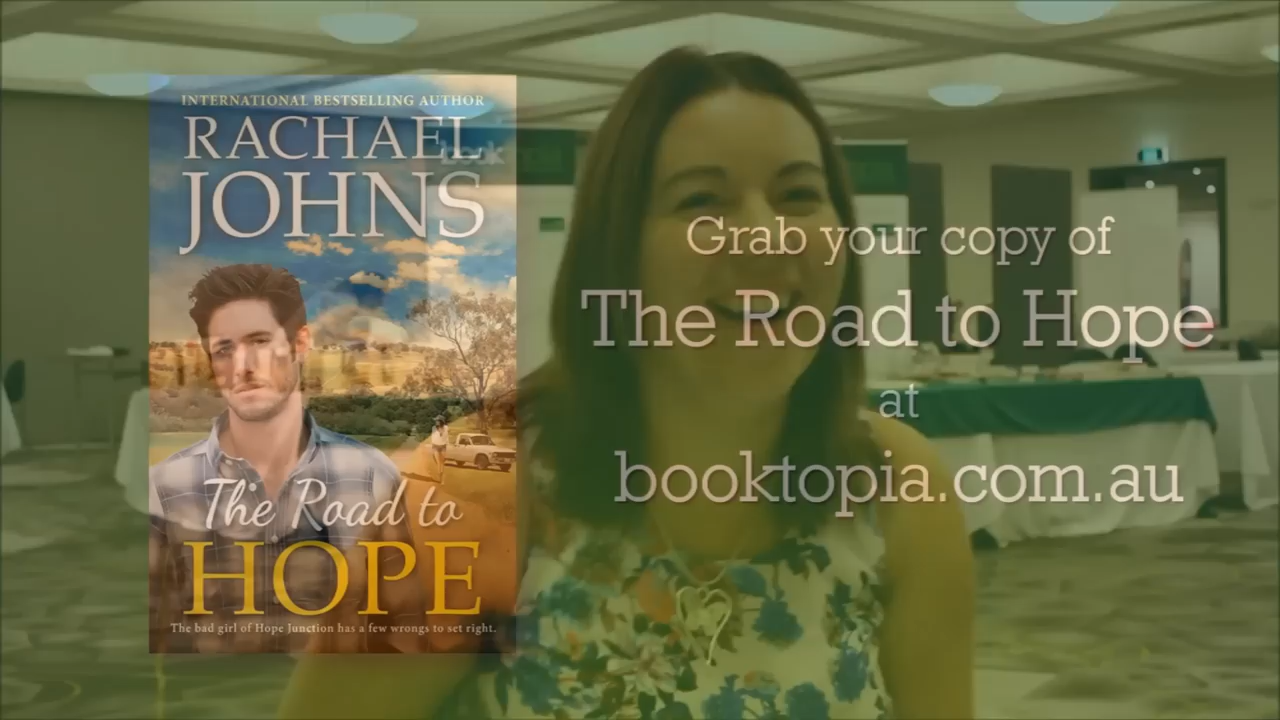 INTERNATIONAL BESTSELLING AUTHOR
RACHAEL
JOHNS
The Road to
HOPE
The bad girl of Hope Junction has a few wrongs to set right.
Grab your copy of
The Road to Hope
at
booktopia.com.au